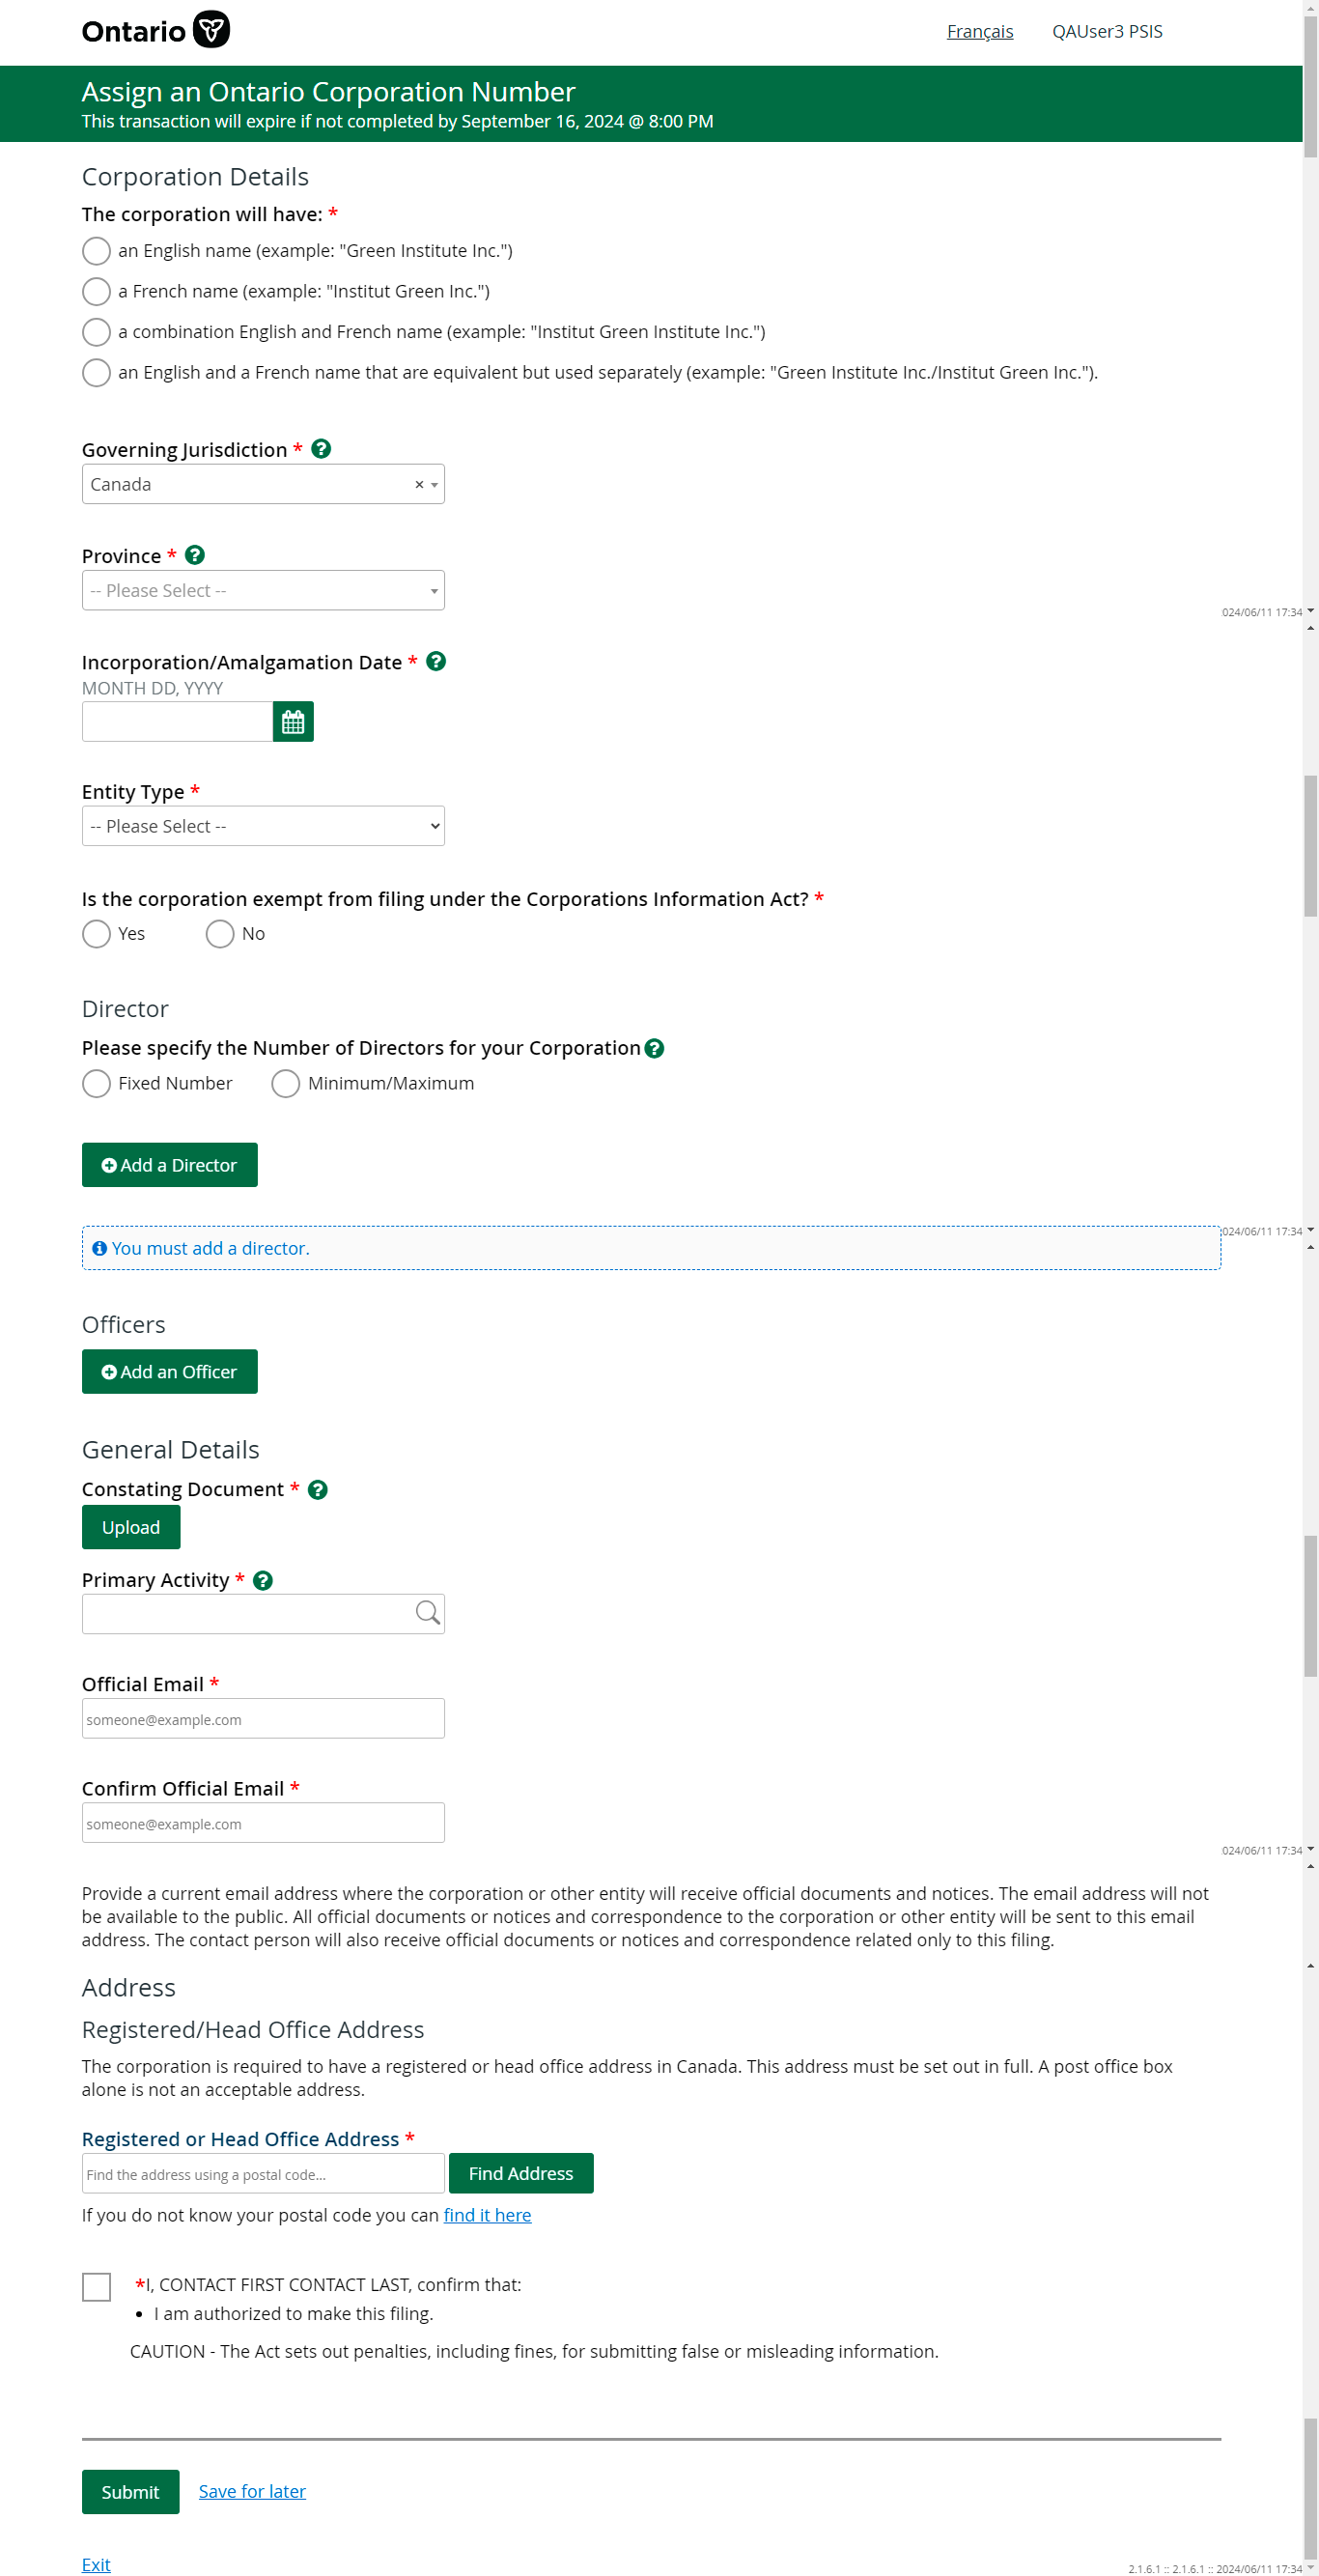 Ontario
Français
QAUser3 PSIS
Assign an Ontario Corporation Number
This transaction will expire if not completed by September 16, 2024 @ 8:00 PM
Corporation Details
The corporation will have: *
an English name (example: "Green Institute Inc.")
a French name (example: "Institut Green Inc.")
a combination English and French name (example: "Institut Green Institute Inc.")
an English and a French name that are equivalent but used separately (example: "Green Institute Inc./Institut Green Inc.").
Governing Jurisdiction * ?
Canada ×
Province * ?
-- Please Select --
024/06/11 17:34
Incorporation/Amalgamation Date * ?
MONTH DD, YYYY
Entity Type *
-- Please Select --
Is the corporation exempt from filing under the Corporations Information Act? *
Yes
No
Director
Please specify the Number of Directors for your Corporation ?
Fixed Number
Minimum/Maximum
Add a Director
024/06/11 17:34
You must add a director.
Officers
Add an Officer
General Details
Constating Document * ?
Upload
Primary Activity * ?
Official Email *
someone@example.com
Confirm Official Email *
someone@example.com
024/06/11 17:34
Provide a current email address where the corporation or other entity will receive official documents and notices. The email address will not
be available to the public. All official documents or notices and correspondence to the corporation or other entity will be sent to this email
address. The contact person will also receive official documents or notices and correspondence related only to this filing.
Address
Registered/Head Office Address
The corporation is required to have a registered or head office address in Canada. This address must be set out in full. A post office box
alone is not an acceptable address.
Registered or Head Office Address *
Find the address using a postal code...
Find Address
If you do not know your postal code you can find it here
*I, CONTACT FIRST CONTACT LAST, confirm that:
• I am authorized to make this filing.
CAUTION - The Act sets out penalties, including fines, for submitting false or misleading information.
Submit
Save for later
Exit
2.1.6.1 :: 2.1.6.1 :: 2024/06/11 17:34